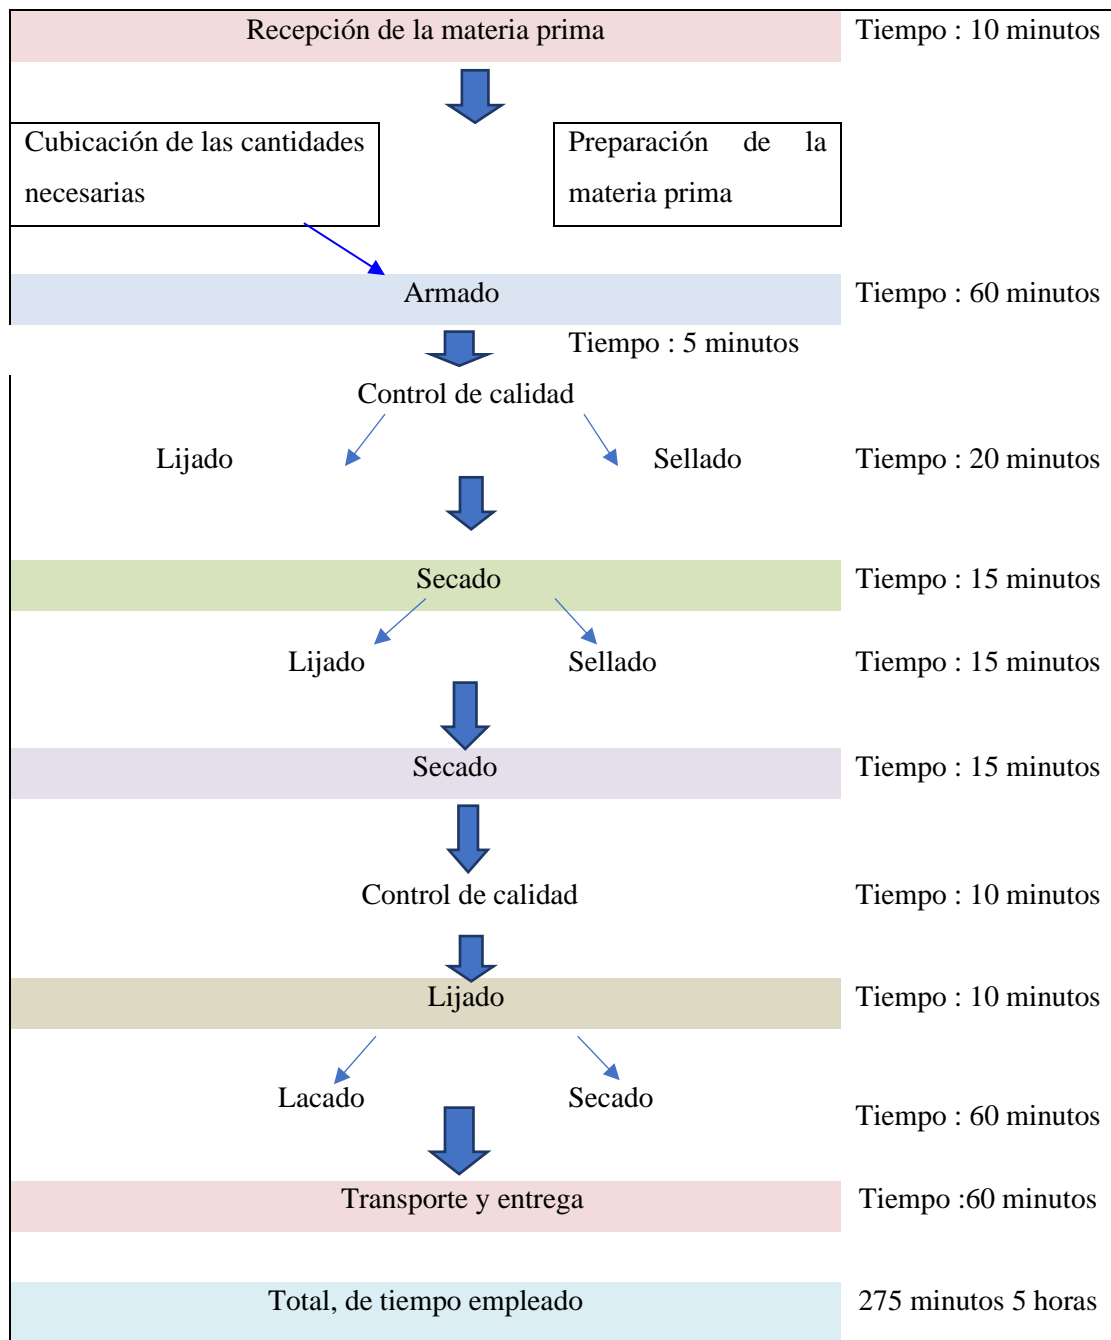 Recepción de la materia prima Tiempo : 10 minutos
Cubicación de las cantidades
necesarias
Preparación de la
materia prima
Armado Tiempo : 60 minutos
Tiempo : 5 minutos
Control de calidad
Lijado Sellado Tiempo : 20 minutos
Secado Tiempo : 15 minutos
Lijado Sellado Tiempo : 15 minutos
Secado Tiempo : 15 minutos
Control de calidad Tiempo : 10 minutos
Lijado Tiempo : 10 minutos
Lacado Secado
Tiempo : 60 minutos
Transporte y entrega Tiempo :60 minutos
Total, de tiempo empleado 275 minutos 5 horas